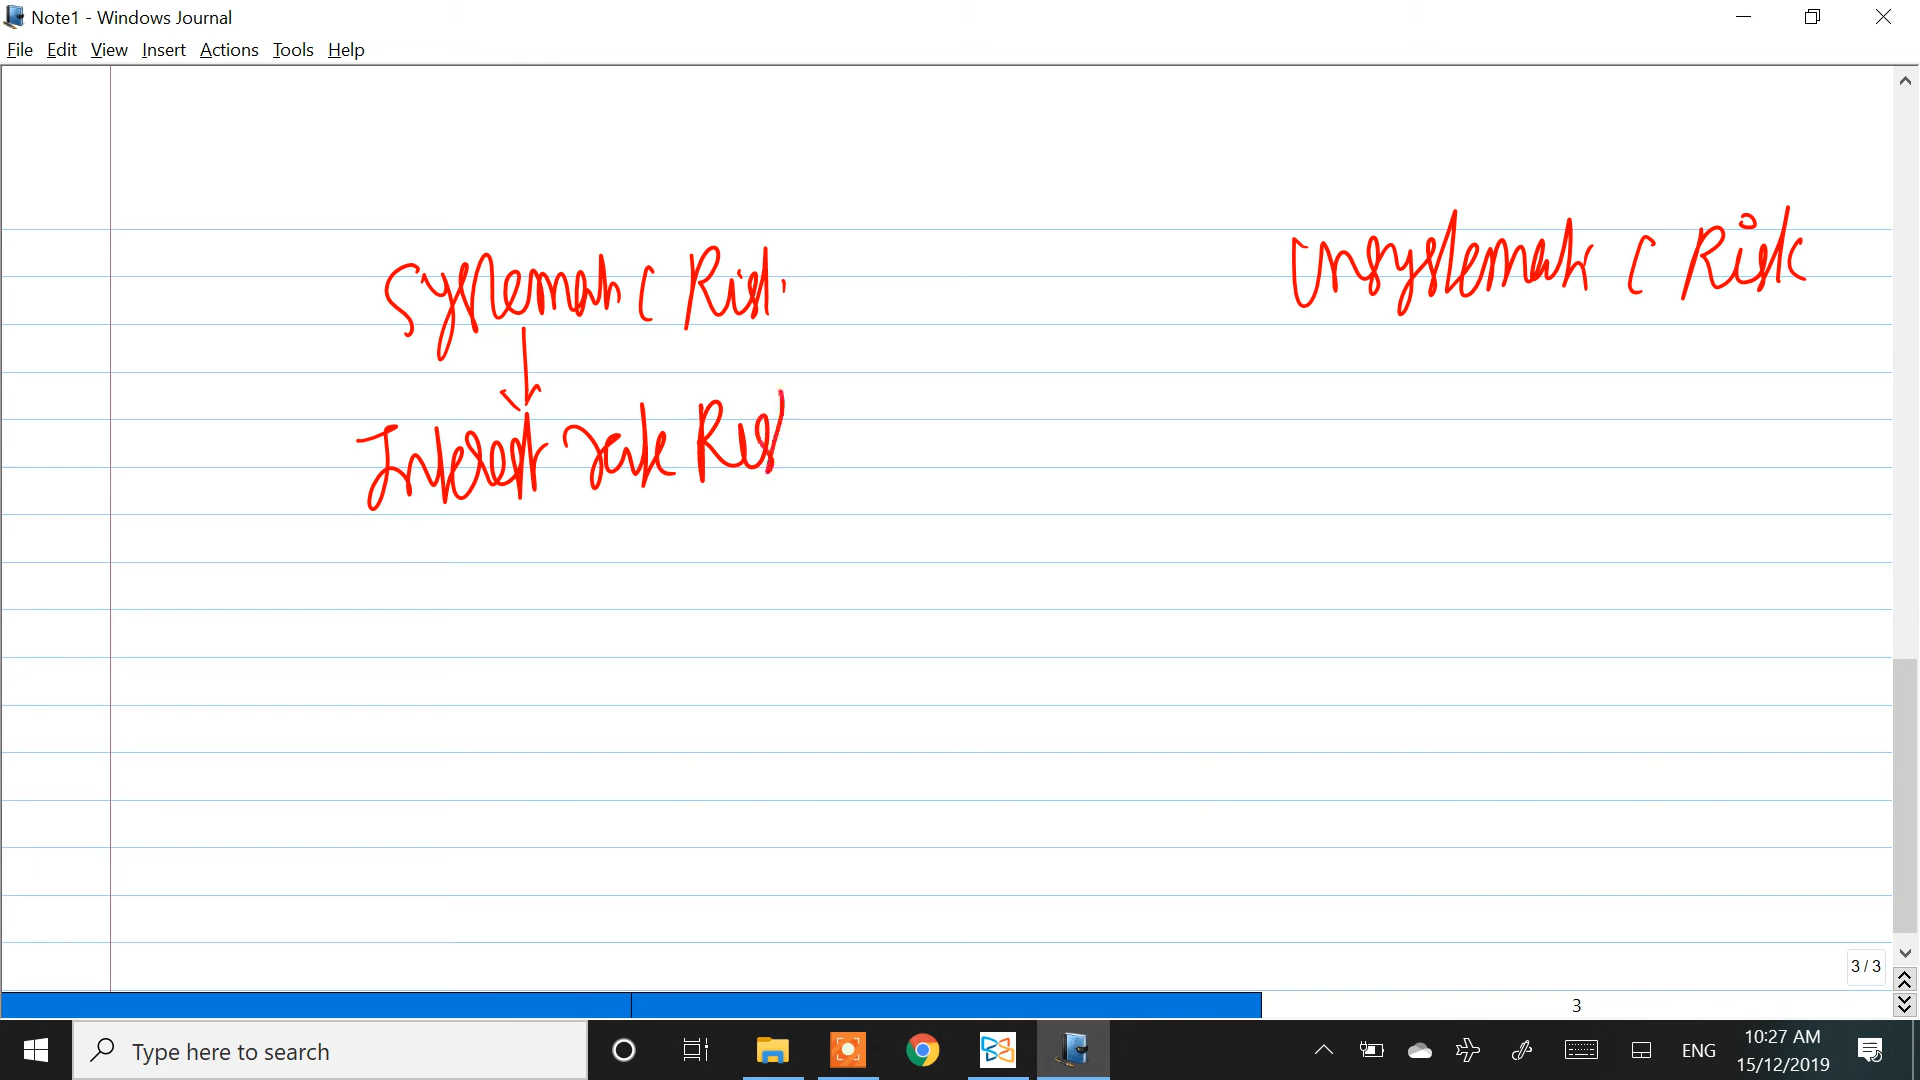 Note1 - Windows Journal
File Edit View Insert Actions Tools Help
Systematic Risk
Unsystematic Risk
Interest rate Ris
3 / 3
3
Type here to search
ENG
10:27 AM
15/12/2019